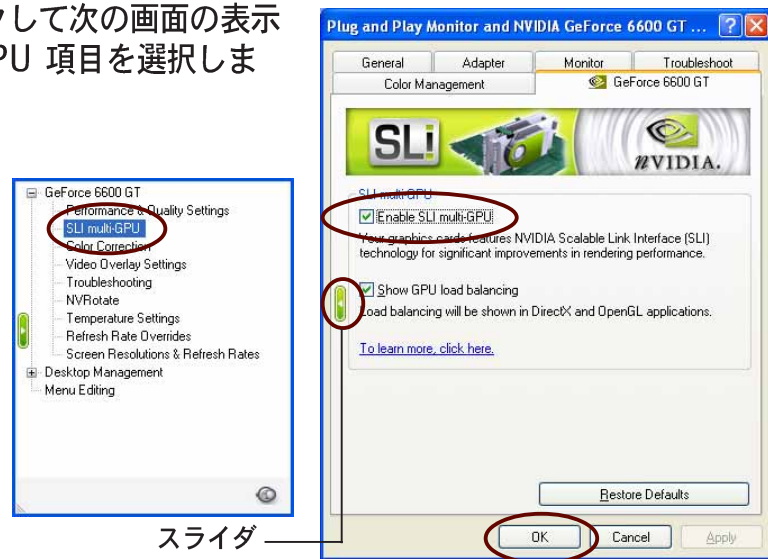 クして次の画面の表示
PU 項目を選択しま
GeForce 6600 GT
Performance & Quality Settings
SLI multi-GPU
Color Correction
Video Overlay Settings
Troubleshooting
NVRotate
Temperature Settings
Refresh Rate Overrides
Screen Resolutions & Refresh Rates
Desktop Management
Menu Editing
スライダ
Plug and Play Monitor and NVIDIA GeForce 6600 GT ...
General Adapter Monitor Troubleshoot
Color Management GeForce 6600 GT
SLi NVIDIA.
SLI multi-GPU
Enable SLI multi-GPU
Your graphics cards features NVIDIA Scalable Link Interface (SLI)
technology for significant improvements in rendering performance.
Show GPU load balancing
Load balancing will be shown in DirectX and OpenGL applications.
To learn more, click here.
Restore Defaults
OK Cancel Apply